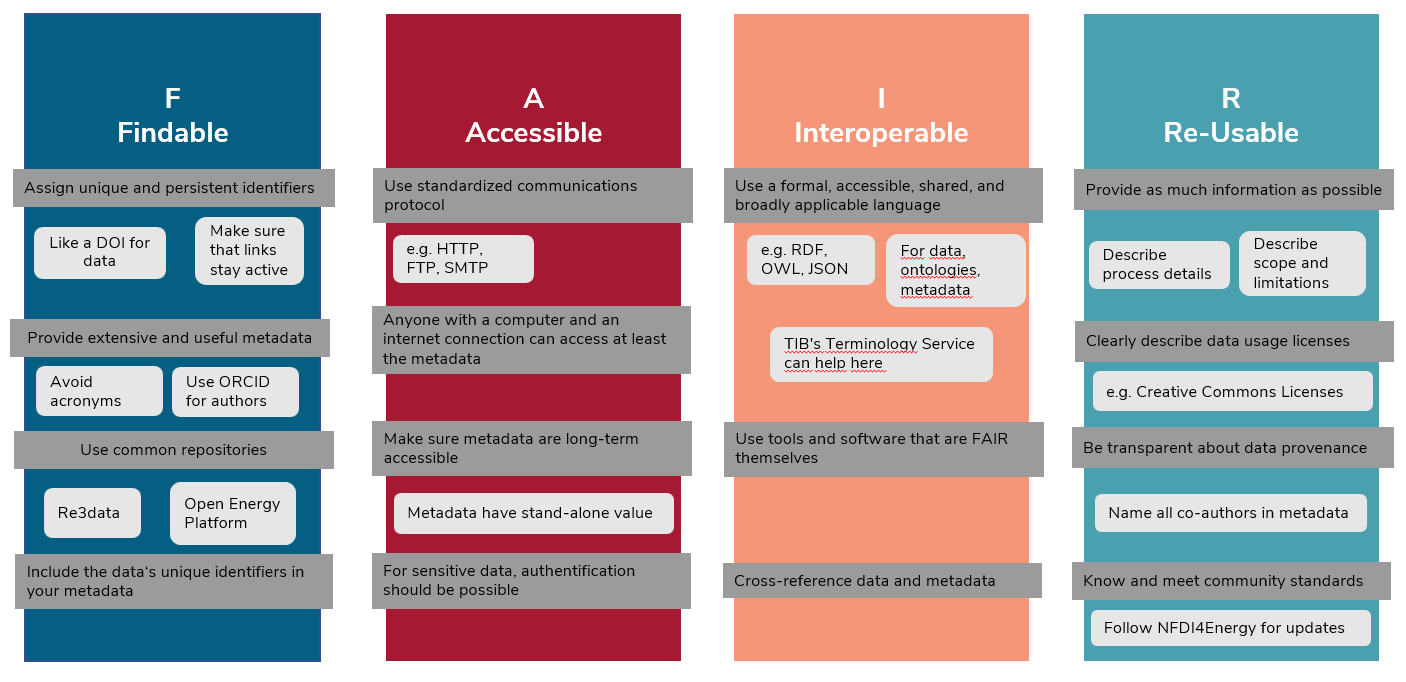 F
Findable
Assign unique and persistent identifiers
Like a DOI for
data
Make sure
that links
stay active
Provide extensive and useful metadata
Avoid
acronyms
Use ORCID
for authors
Use common repositories
Re3data
Open Energy
Platform
Include the data‘s unique identifiers in
your metadata
A
Accessible
Use standardized communications
protocol
e.g. HTTP,
FTP, SMTP
Anyone with a computer and an
internet connection can access at least
the metadata
Make sure metadata are long-term
accessible
Metadata have stand-alone value
For sensitive data, authentification
should be possible
I
Interoperable
Use a formal, accessible, shared, and
broadly applicable language
e.g. RDF,
OWL, JSON
For data,
ontologies,
metadata
TIB's Terminology Service
can help here
Use tools and software that are FAIR
themselves
Cross-reference data and metadata
R
Re-Usable
Provide as much information as possible
Describe
process details
Describe
scope and
limitations
Clearly describe data usage licenses
e.g. Creative Commons Licenses
Be transparent about data provenance
Name all co-authors in metadata
Know and meet community standards
Follow NFDI4Energy for updates